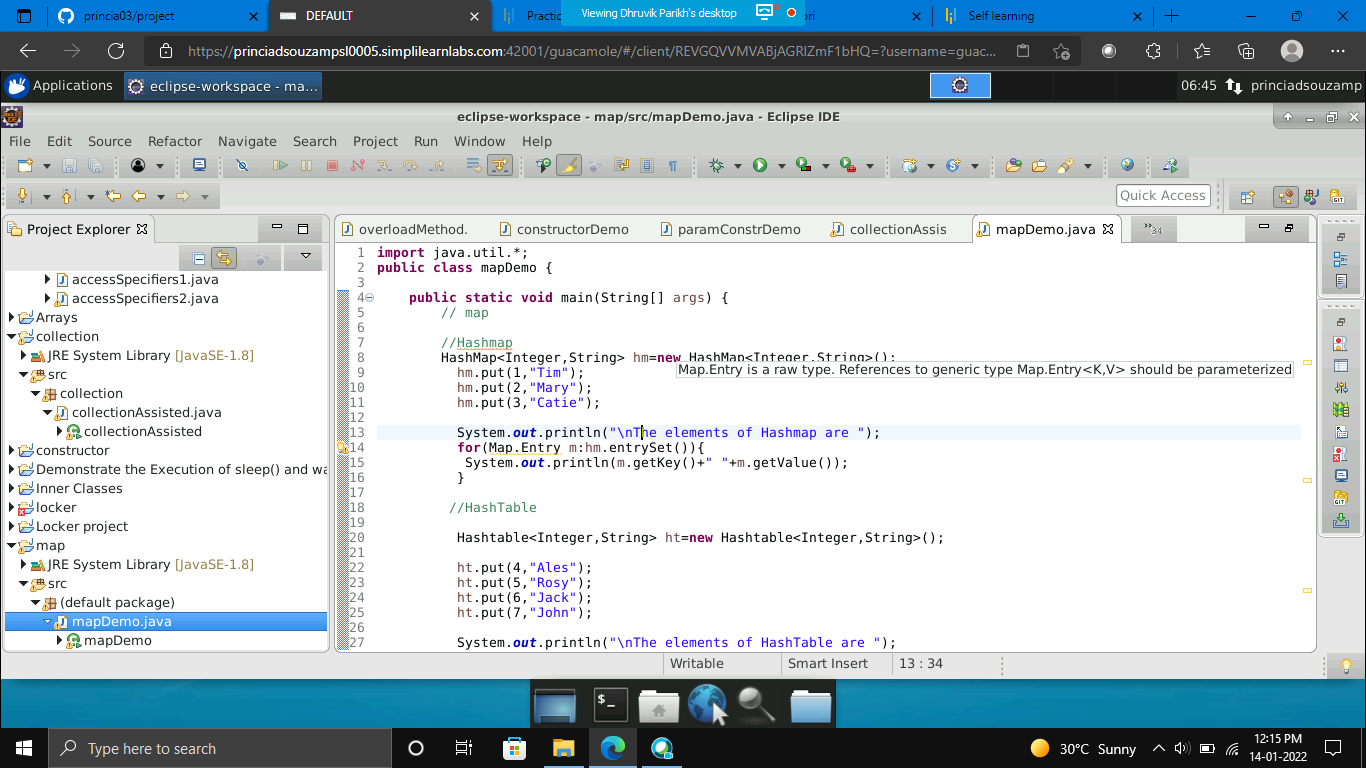 princia03/project
DEFAULT
Practic
Viewing Dhruvik Parikh's desktop
ori
Self learning
https://princiadsouzampsl0005.simplilearnlabs.com:42001/guacamole/#/client/REVGQVVMVABjAGRlZmF1bHQ=?username=guac...
Applications
eclipse-workspace - ma...
06:45
princiadsouzamp
eclipse-workspace - map/src/mapDemo.java - Eclipse IDE
File Edit Source Refactor Navigate Search Project Run Window Help
Quick Access
Project Explorer
overloadMethod.
constructorDemo
paramConstrDemo
collectionAssis
mapDemo.java
34
accessSpecifiers1.java
accessSpecifiers2.java
Arrays
collection
JRE System Library [JavaSE-1.8]
src
collection
collectionAssisted.java
collectionAssisted
constructor
Demonstrate the Execution of sleep() and wa
Inner Classes
locker
Locker project
map
JRE System Library [JavaSE-1.8]
src
(default package)
mapDemo.java
mapDemo
1 import java.util.*;
2 public class mapDemo {
3
4 public static void main(String[] args) {
5 // map
6
7 //Hashmap
8 HashMap<Integer,String> hm=new HashMap<Integer,String>();
Map.Entry is a raw type. References to generic type Map.Entry<K,V> should be parameterized
9 hm.put(1,"Tim");
10 hm.put(2,"Mary");
11 hm.put(3,"Catie");
12
13 System.out.println("\nThe elements of Hashmap are ");
14 for(Map.Entry m:hm.entrySet()){
15 System.out.println(m.getKey()+" "+m.getValue());
16 }
17
18 //HashTable
19
20 Hashtable<Integer,String> ht=new Hashtable<Integer,String>();
21
22 ht.put(4,"Ales");
23 ht.put(5,"Rosy");
24 ht.put(6,"Jack");
25 ht.put(7,"John");
26
27 System.out.println("\nThe elements of HashTable are ");
Writable
Smart Insert
13 : 34
Type here to search
30°C Sunny
12:15 PM
14-01-2022